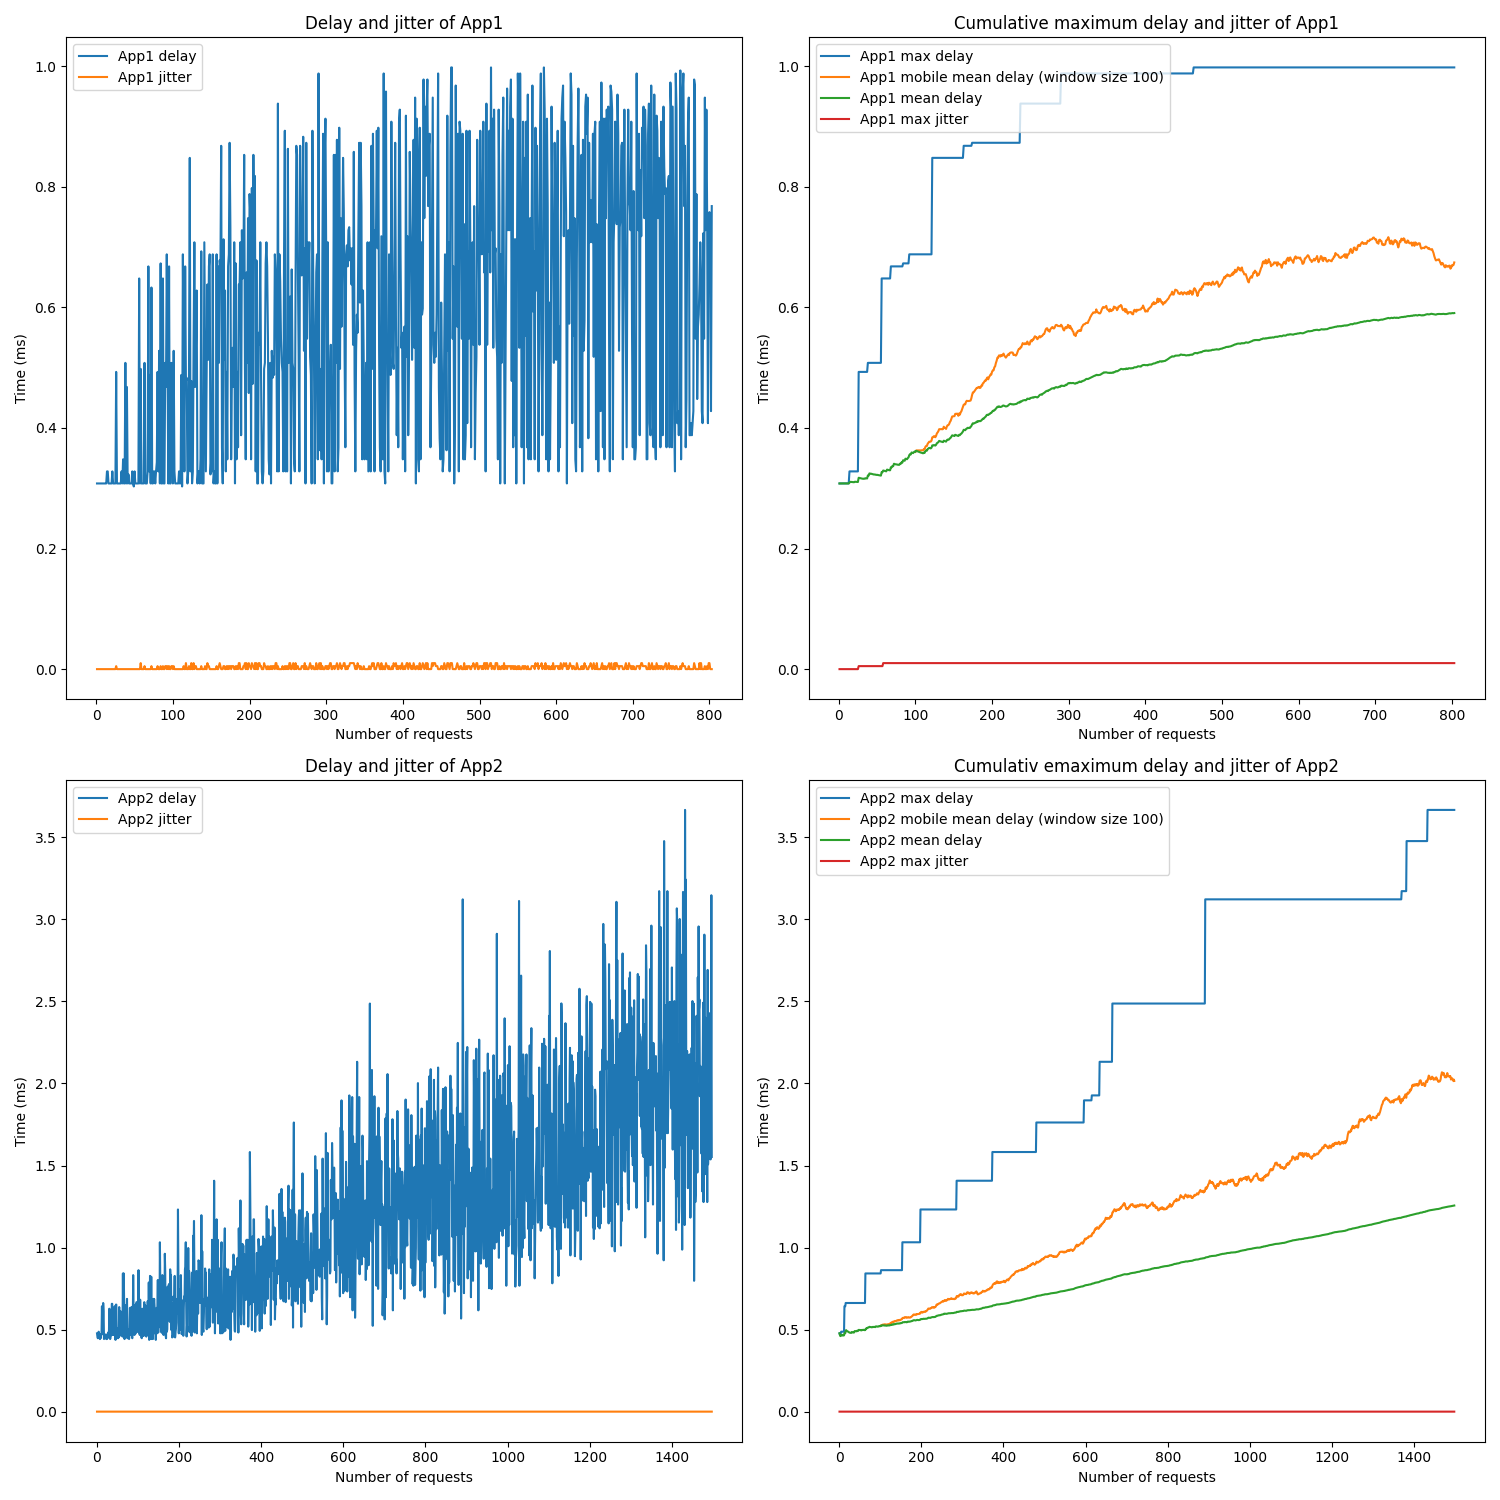 Delay and jitter of App1
App1 delay
App1 jitter
1.0
0.8
0.6
0.4
0.2
0.0
Time (ms)
0 100 200 300 400 500 600 700 800
Number of requests
Cumulative maximum delay and jitter of App1
App1 max delay
App1 mobile mean delay (window size 100)
App1 mean delay
App1 max jitter
1.0
0.8
0.6
0.4
0.2
0.0
Time (ms)
0 100 200 300 400 500 600 700 800
Number of requests
Delay and jitter of App2
App2 delay
App2 jitter
3.5
3.0
2.5
2.0
1.5
1.0
0.5
0.0
Time (ms)
0 200 400 600 800 1000 1200 1400
Number of requests
Cumulativ emaximum delay and jitter of App2
App2 max delay
App2 mobile mean delay (window size 100)
App2 mean delay
App2 max jitter
3.5
3.0
2.5
2.0
1.5
1.0
0.5
0.0
Time (ms)
0 200 400 600 800 1000 1200 1400
Number of requests